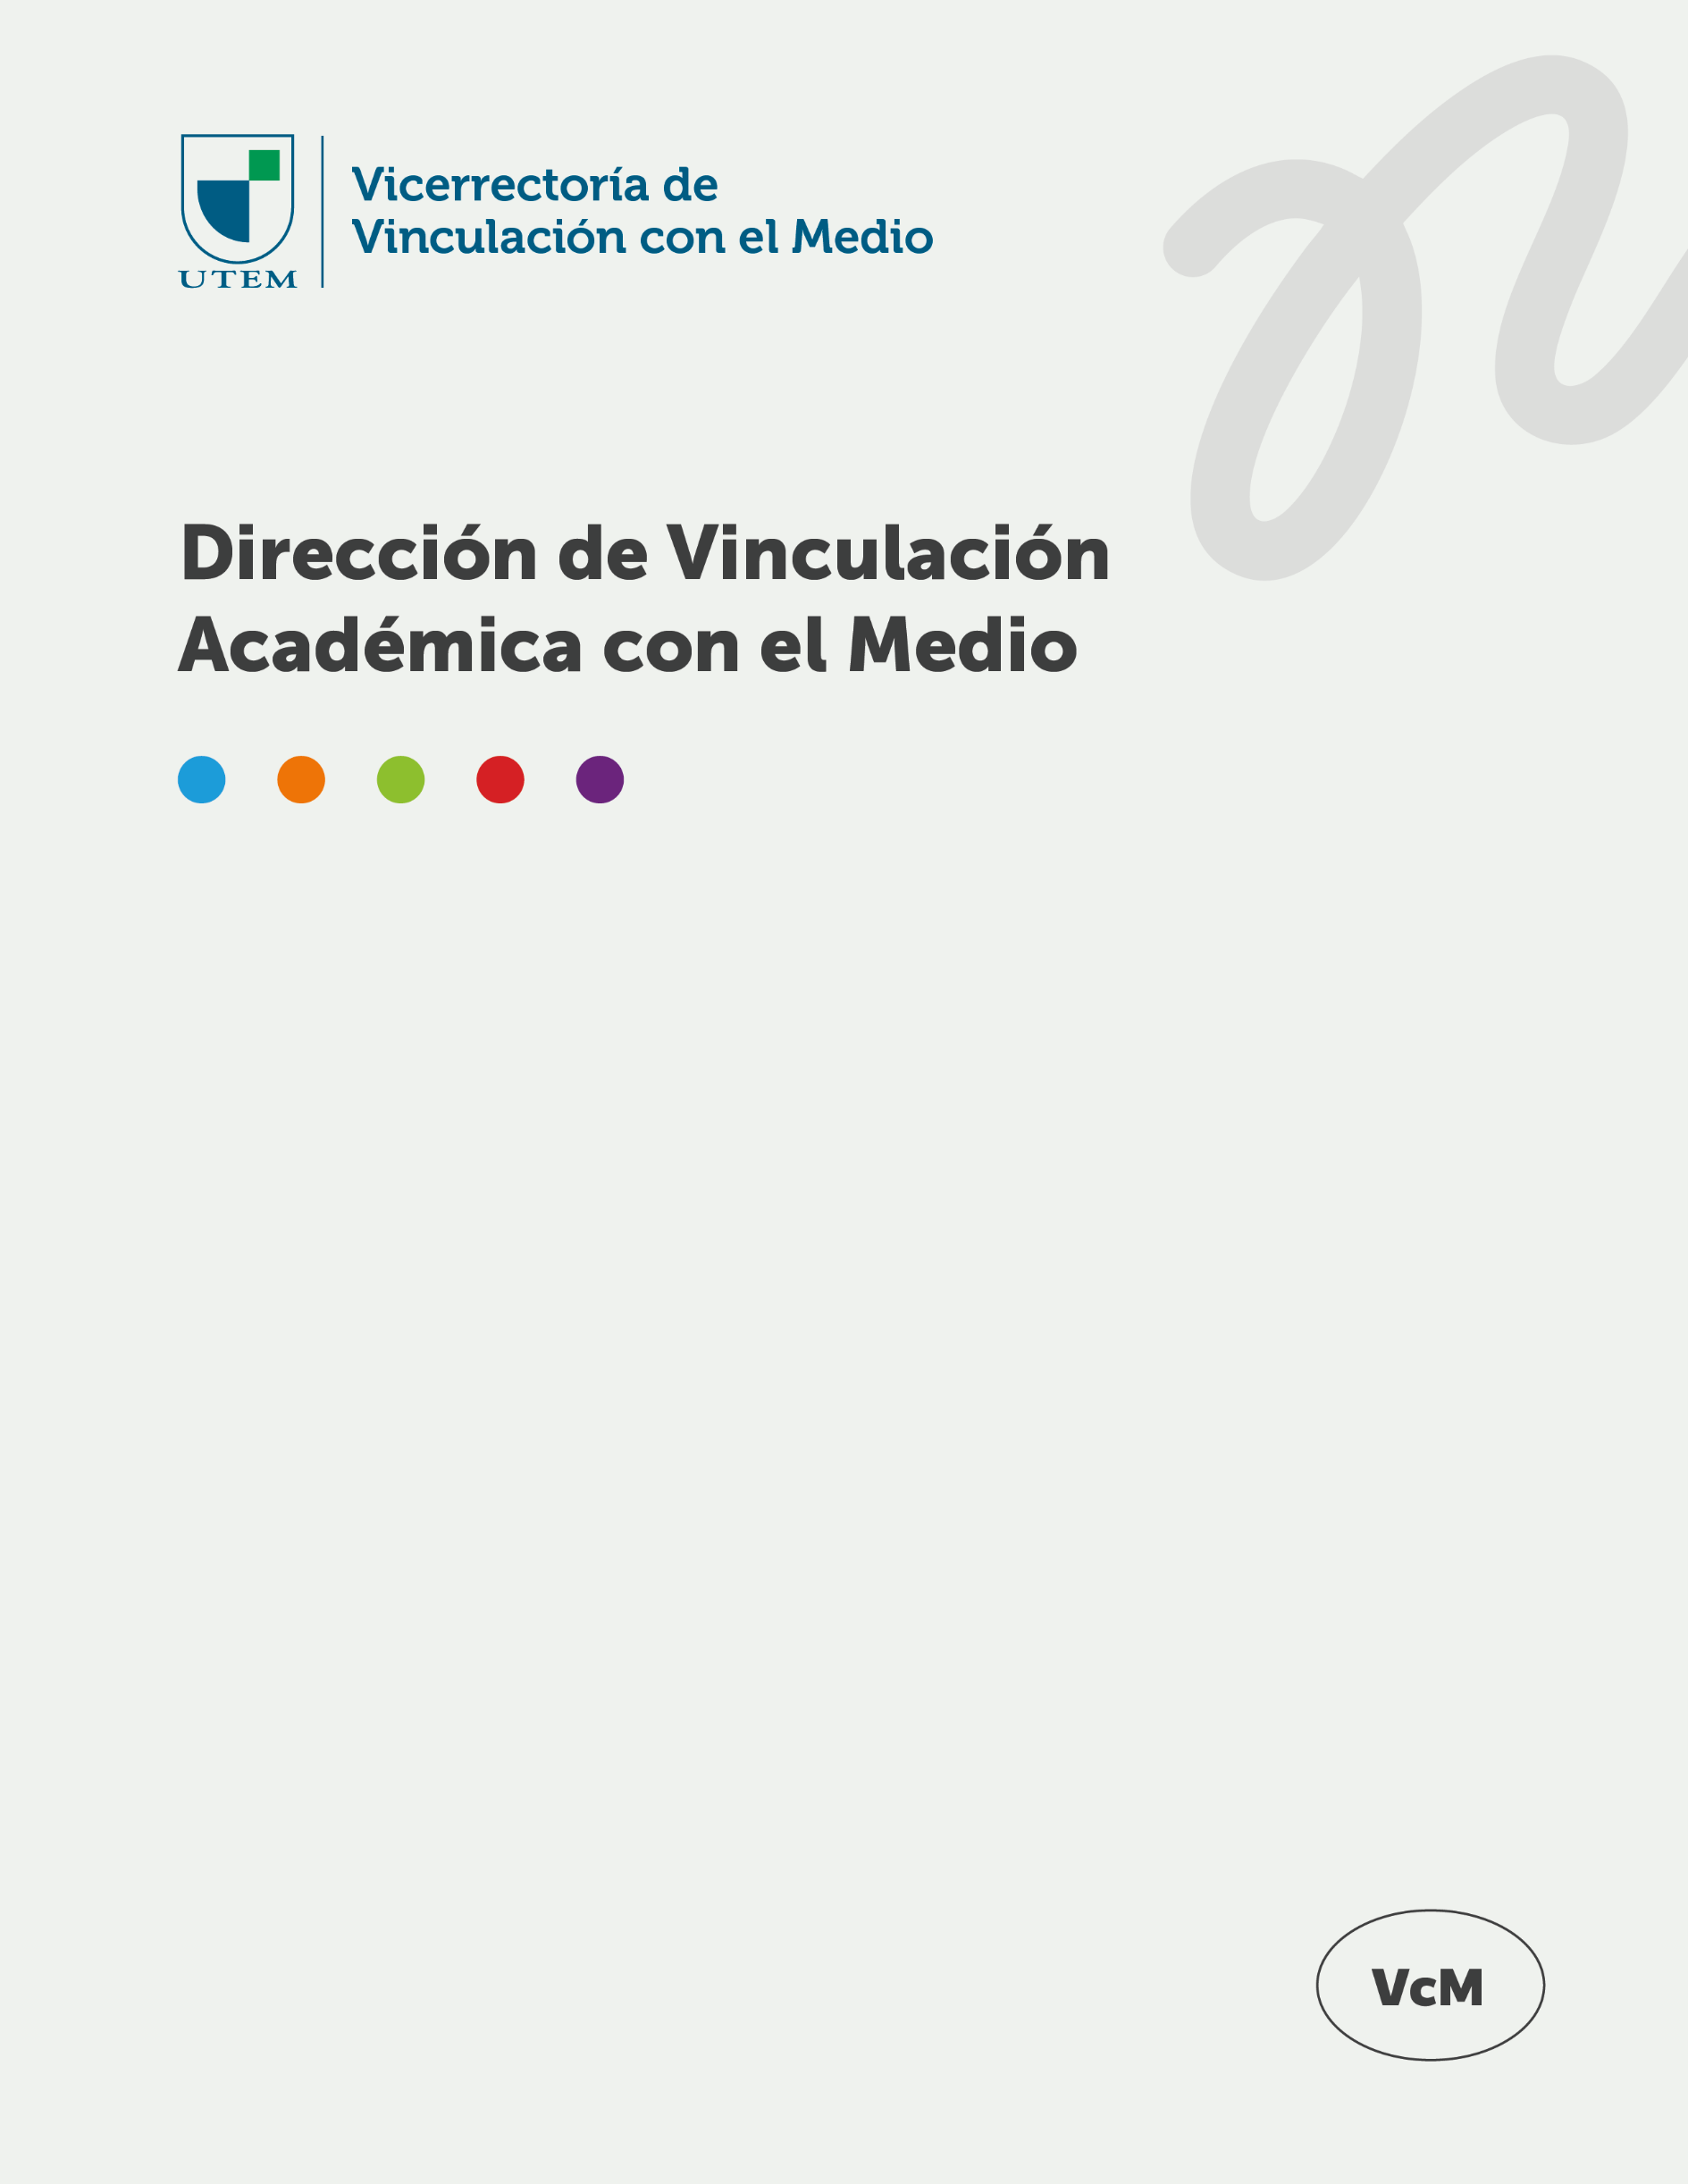 UTEM
Vicerrectoría de
Vinculación con el Medio
Dirección de Vinculación
Académica con el Medio
VcM